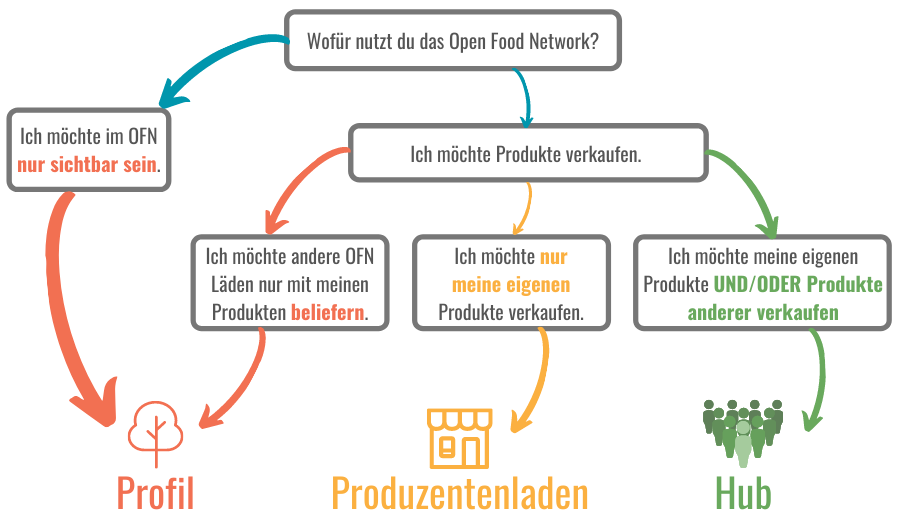 Wofür nutzt du das Open Food Network?
Ich möchte im OFN
nur sichtbar sein.
Ich möchte Produkte verkaufen.
Ich möchte andere OFN
Läden nur mit meinen
Produkten beliefern.
Ich möchte nur
meine eigenen
Produkte verkaufen.
Ich möchte meine eigenen
Produkte UND/ODER Produkte
anderer verkaufen
Profil
Produzentenladen
Hub